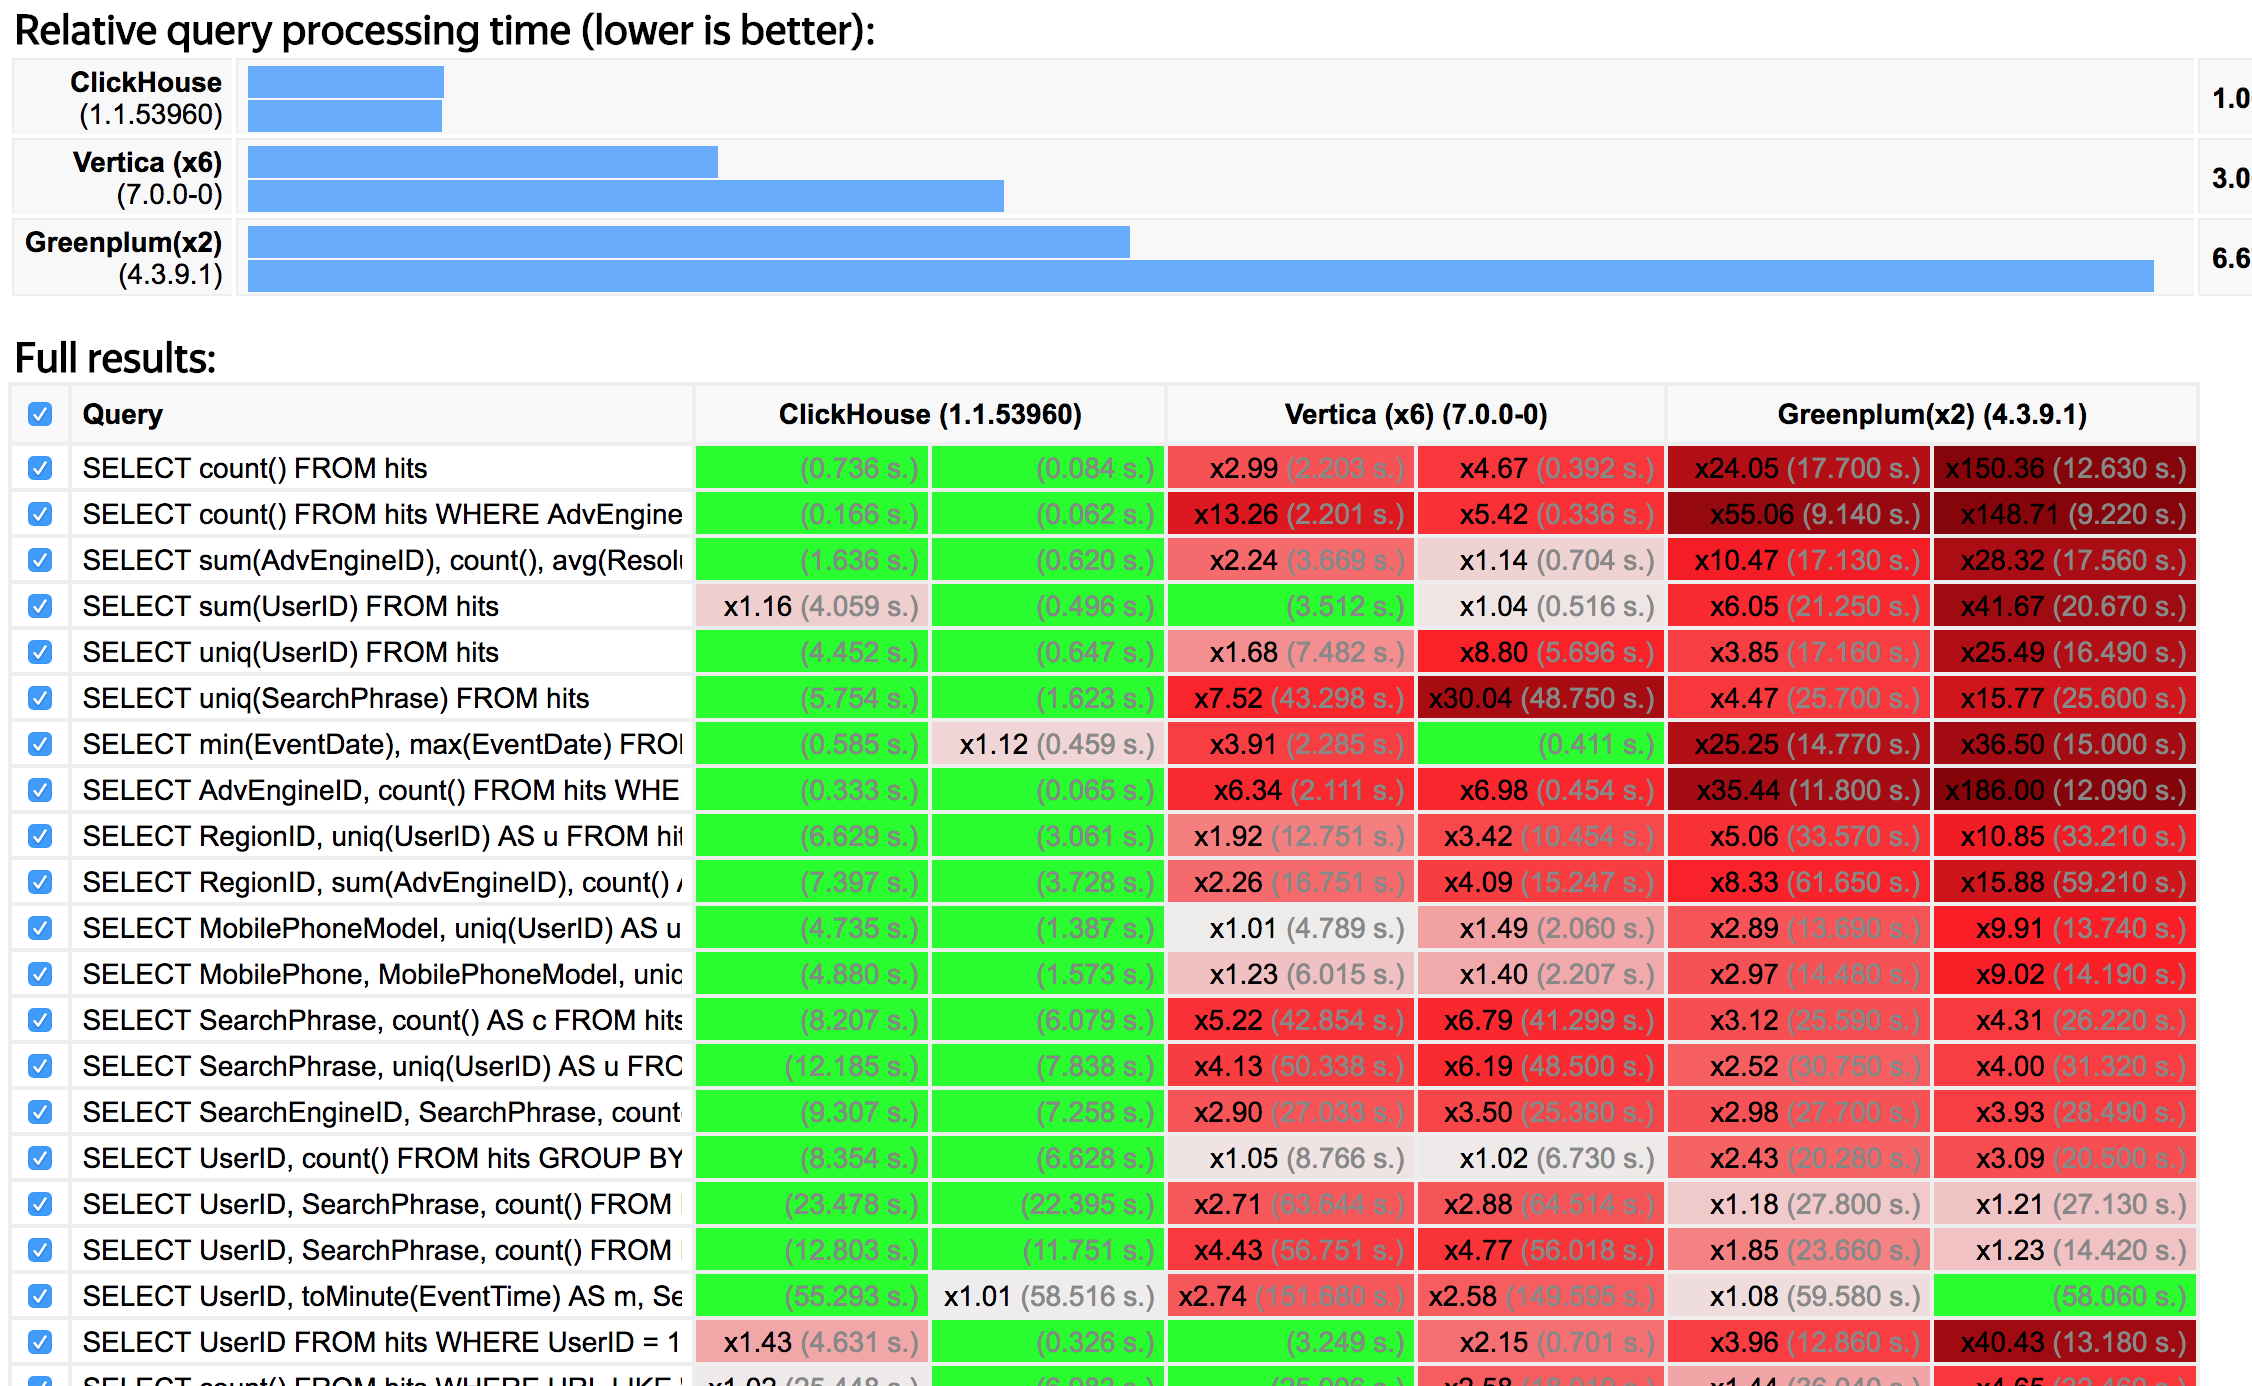 Relative query processing time (lower is better):
ClickHouse
(1.1.53960)
1.0
Vertica (x6)
(7.0.0-0)
3.0
Greenplum(x2)
(4.3.9.1)
6.6
Full results:
Query ClickHouse (1.1.53960) Vertica (x6) (7.0.0-0) Greenplum(x2) (4.3.9.1)
SELECT count() FROM hits (0.736 s.) (0.084 s.) x2.99 (2.203 s.) x4.67 (0.392 s.) x24.05 (17.700 s.) x150.36 (12.630 s.)
SELECT count() FROM hits WHERE AdvEngine (0.166 s.) (0.062 s.) x13.26 (2.201 s.) x5.42 (0.336 s.) x55.06 (9.140 s.) x148.71 (9.220 s.)
SELECT sum(AdvEngineID), count(), avg(Resol (1.636 s.) (0.620 s.) x2.24 (3.669 s.) x1.14 (0.704 s.) x10.47 (17.130 s.) x28.32 (17.560 s.)
SELECT sum(UserID) FROM hits x1.16 (4.059 s.) (0.496 s.) (3.512 s.) x1.04 (0.516 s.) x6.05 (21.250 s.) x41.67 (20.670 s.)
SELECT uniq(UserID) FROM hits (4.452 s.) (0.647 s.) x1.68 (7.482 s.) x8.80 (5.696 s.) x3.85 (17.160 s.) x25.49 (16.490 s.)
SELECT uniq(SearchPhrase) FROM hits (5.754 s.) (1.623 s.) x7.52 (43.298 s.) x30.04 (48.750 s.) x4.47 (25.700 s.) x15.77 (25.600 s.)
SELECT min(EventDate), max(EventDate) FRO (0.585 s.) x1.12 (0.459 s.) x3.91 (2.285 s.) (0.411 s.) x25.25 (14.770 s.) x36.50 (15.000 s.)
SELECT AdvEngineID, count() FROM hits WHE (0.333 s.) (0.065 s.) x6.34 (2.111 s.) x6.98 (0.454 s.) x35.44 (11.800 s.) x186.00 (12.090 s.)
SELECT RegionID, uniq(UserID) AS u FROM hit (6.629 s.) (3.061 s.) x1.92 (12.751 s.) x3.42 (10.454 s.) x5.06 (33.570 s.) x10.85 (33.210 s.)
SELECT RegionID, sum(AdvEngineID), count() (7.397 s.) (3.728 s.) x2.26 (16.751 s.) x4.09 (15.247 s.) x8.33 (61.650 s.) x15.88 (59.210 s.)
SELECT MobilePhoneModel, uniq(UserID) AS u (4.735 s.) (1.387 s.) x1.01 (4.789 s.) x1.49 (2.060 s.) x2.89 (13.690 s.) x9.91 (13.740 s.)
SELECT MobilePhone, MobilePhoneModel, uniq (4.880 s.) (1.573 s.) x1.23 (6.015 s.) x1.40 (2.207 s.) x2.97 (14.480 s.) x9.02 (14.190 s.)
SELECT SearchPhrase, count() AS c FROM hits (8.207 s.) (6.079 s.) x5.22 (42.854 s.) x6.79 (41.299 s.) x3.12 (25.590 s.) x4.31 (26.220 s.)
SELECT SearchPhrase, uniq(UserID) AS u FRO (12.185 s.) (7.838 s.) x4.13 (50.338 s.) x6.19 (48.500 s.) x2.52 (30.750 s.) x4.00 (31.320 s.)
SELECT SearchEngineID, SearchPhrase, count (9.307 s.) (7.258 s.) x2.90 (27.033 s.) x3.50 (25.380 s.) x2.98 (27.700 s.) x3.93 (28.490 s.)
SELECT UserID, count() FROM hits GROUP BY (8.354 s.) (6.628 s.) x1.05 (8.766 s.) x1.02 (6.730 s.) x2.43 (20.280 s.) x3.09 (20.500 s.)
SELECT UserID, SearchPhrase, count() FROM (23.478 s.) (22.395 s.) x2.71 (63.644 s.) x2.88 (64.514 s.) x1.18 (27.800 s.) x1.21 (27.130 s.)
SELECT UserID, SearchPhrase, count() FROM (12.803 s.) (11.751 s.) x4.43 (56.751 s.) x4.77 (56.018 s.) x1.85 (23.660 s.) x1.23 (14.420 s.)
SELECT UserID, toMinute(EventTime) AS m, Se (55.293 s.) x1.01 (58.516 s.) x2.74 (151.680 s.) x2.58 (149.595 s.) x1.08 (59.580 s.) (58.060 s.)
SELECT UserID FROM hits WHERE UserID = 1 x1.43 (4.631 s.) (0.326 s.) (3.249 s.) x2.15 (0.701 s.) x3.96 (12.860 s.) x40.43 (13.180 s.)
SELECT count() FROM hits WHERE URL LIKE